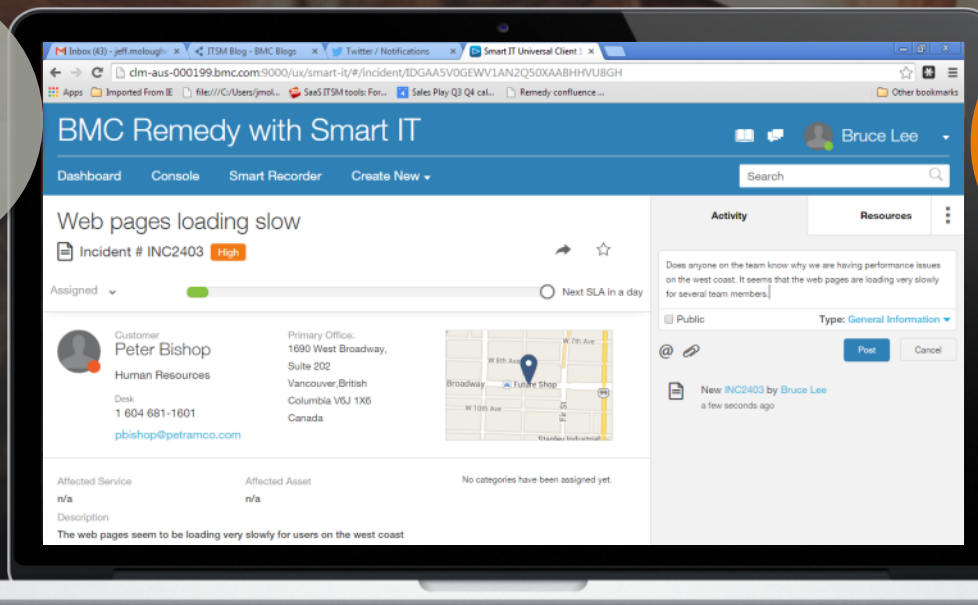 Inbox (43) - jeff.moloughn
ITSM Blog - BMC Blogs
Twitter / Notifications
Smart IT Universal Client
clm-aus-000199.bmc.com:9000/ux/smart-it/#/incident/IDGAA5V0GEWV1AN2Q50XAABHHVU8GH
Apps
Imported From IE
file:///C:/Users/jmol...
SaaS ITSM tools: For...
Sales Play Q3 Q4 cal...
Remedy confluence ...
Other bookmarks
BMC Remedy with Smart IT
Bruce Lee
Dashboard
Console
Smart Recorder
Create New
Search
Web pages loading slow
Incident # INC2403
High
Assigned
Next SLA in a day
Customer
Peter Bishop
Human Resources
Desk
1 604 681-1601
pbishop@petramco.com
Primary Office:
1690 West Broadway,
Suite 202
Vancouver,British
Columbia V6J 1X6
Canada
W 7th Ave
W 8th Ave
Broadway
Future Shop
99
W 10th Ave
Fir St
Stanley Industrial
Affected Service
n/a
Affected Asset
n/a
No categories have been assigned yet.
Description
The web pages seem to be loading very slowly for users on the west coast
Activity
Resources
Does anyone on the team know why we are having performance issues
on the west coast. It seems that the web pages are loading very slowly
for several team members.
Public
Type: General Information
@
Post
Cancel
New INC2403 by Bruce Lee
a few seconds ago